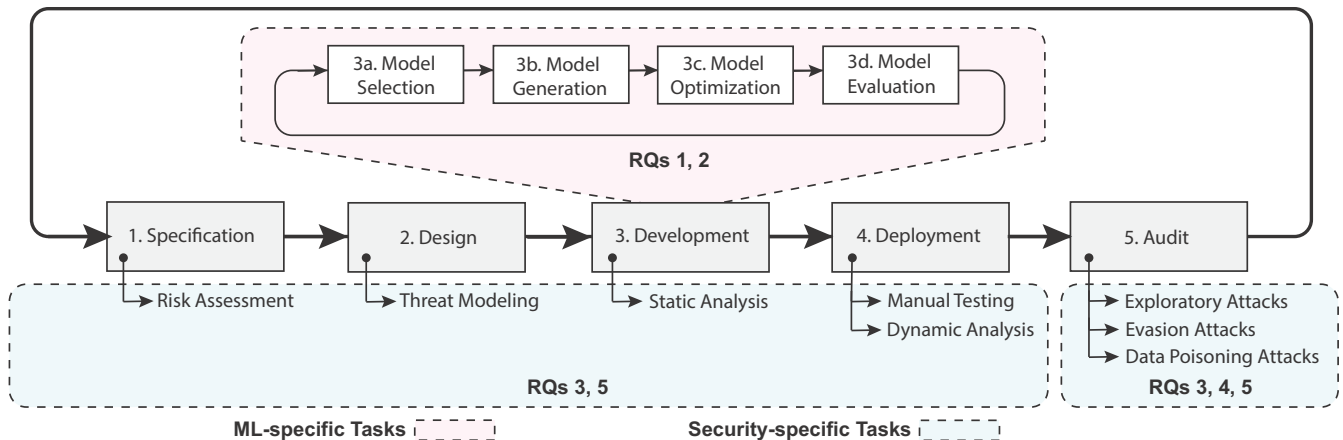 3a. Model
Selection
3b. Model
Generation
3c. Model
Optimization
3d. Model
Evaluation
RQs 1, 2
1. Specification
2. Design
3. Development
4. Deployment
5. Audit
Risk Assessment
Threat Modeling
Static Analysis
Manual Testing
Dynamic Analysis
Exploratory Attacks
Evasion Attacks
Data Poisoning Attacks
RQs 3, 5
RQs 3, 4, 5
ML-specific Tasks
Security-specific Tasks